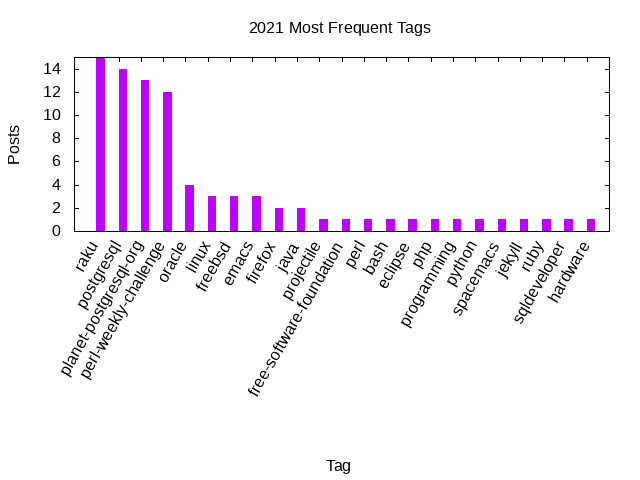 2021 Most Frequent Tags
Posts
14
12
10
8
6
4
2
0
raku
postgresql
planet-postgresql-org
perl-weekly-challenge
oracle
linux
freebsd
emacs
firefox
java
projectile
free-software-foundation
perl
bash
eclipse
php
programming
python
spacemacs
jekyll
ruby
sqldeveloper
hardware
Tag